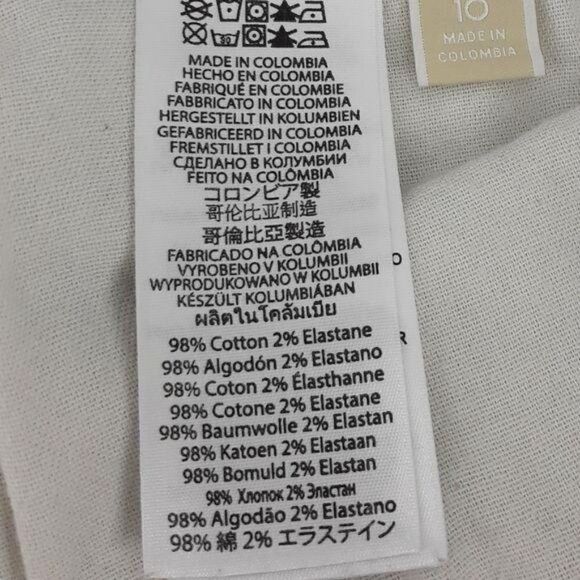 10
MADE IN
COLOMBIA
80
MADE IN COLOMBIA
HECHO EN COLOMBIA
FABRIQUÉ EN COLOMBIE
FABBRICATO IN COLOMBIA
HERGESTELLT IN KOLUMBIEN
GEFABRICEERD IN COLOMBIA
FREMSTILLET I COLOMBIA
СДЕЛАНО В КОЛУМБИИ
FEITO NA COLÔMBIA
コロンビア製
哥伦比亚制造
哥倫比亞製造
FABRICADO NA COLÔMBIA
VYROBENO V KOLUMBII
WYPRODUKOWANO W KOLUMBII
KÉSZÜLT KOLUMBIÁBAN
ผลิตในโคลัมเบีย
98% Cotton 2% Elastane
98% Algodón 2% Elastano
98% Coton 2% Élasthanne
98% Cotone 2% Elastane
98% Baumwolle 2% Elastan
98% Katoen 2% Elastaan
98% Bomuld 2% Elastan
98% Хлопок 2% Эластан
98% Algodão 2% Elastano
98% 綿 2% エラステイン
O
R